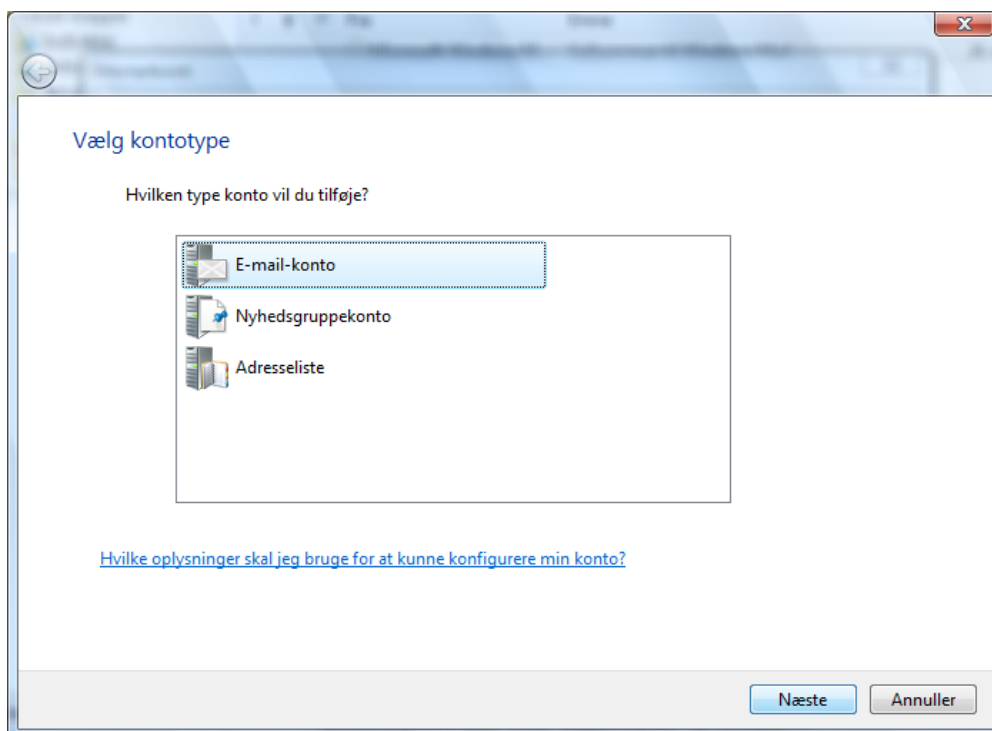 Vælg kontotype
Hvilken type konto vil du tilføje?
E-mail-konto
Nyhedsgruppekonto
Adresseliste
Hvilke oplysninger skal jeg bruge for at kunne konfigurere min konto?
Næste
Annuller